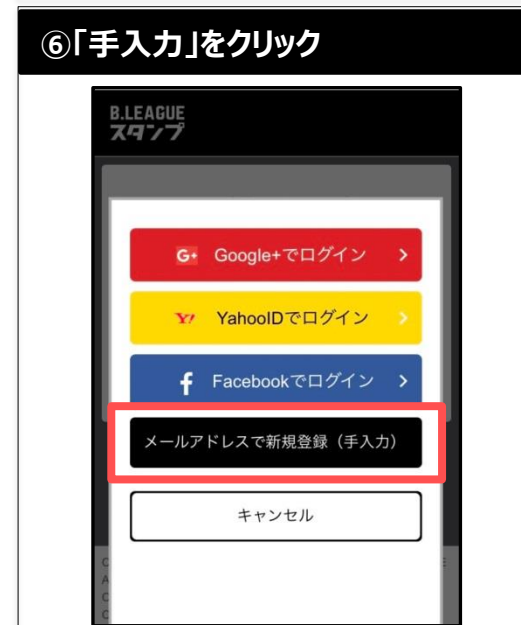 ⑥「手入力」をクリック
B.LEAGUE
スタンプ
G+ Google+でログイン
Y! YahooIDでログイン
f Facebookでログイン
メールアドレスで新規登録（手入力）
キャンセル